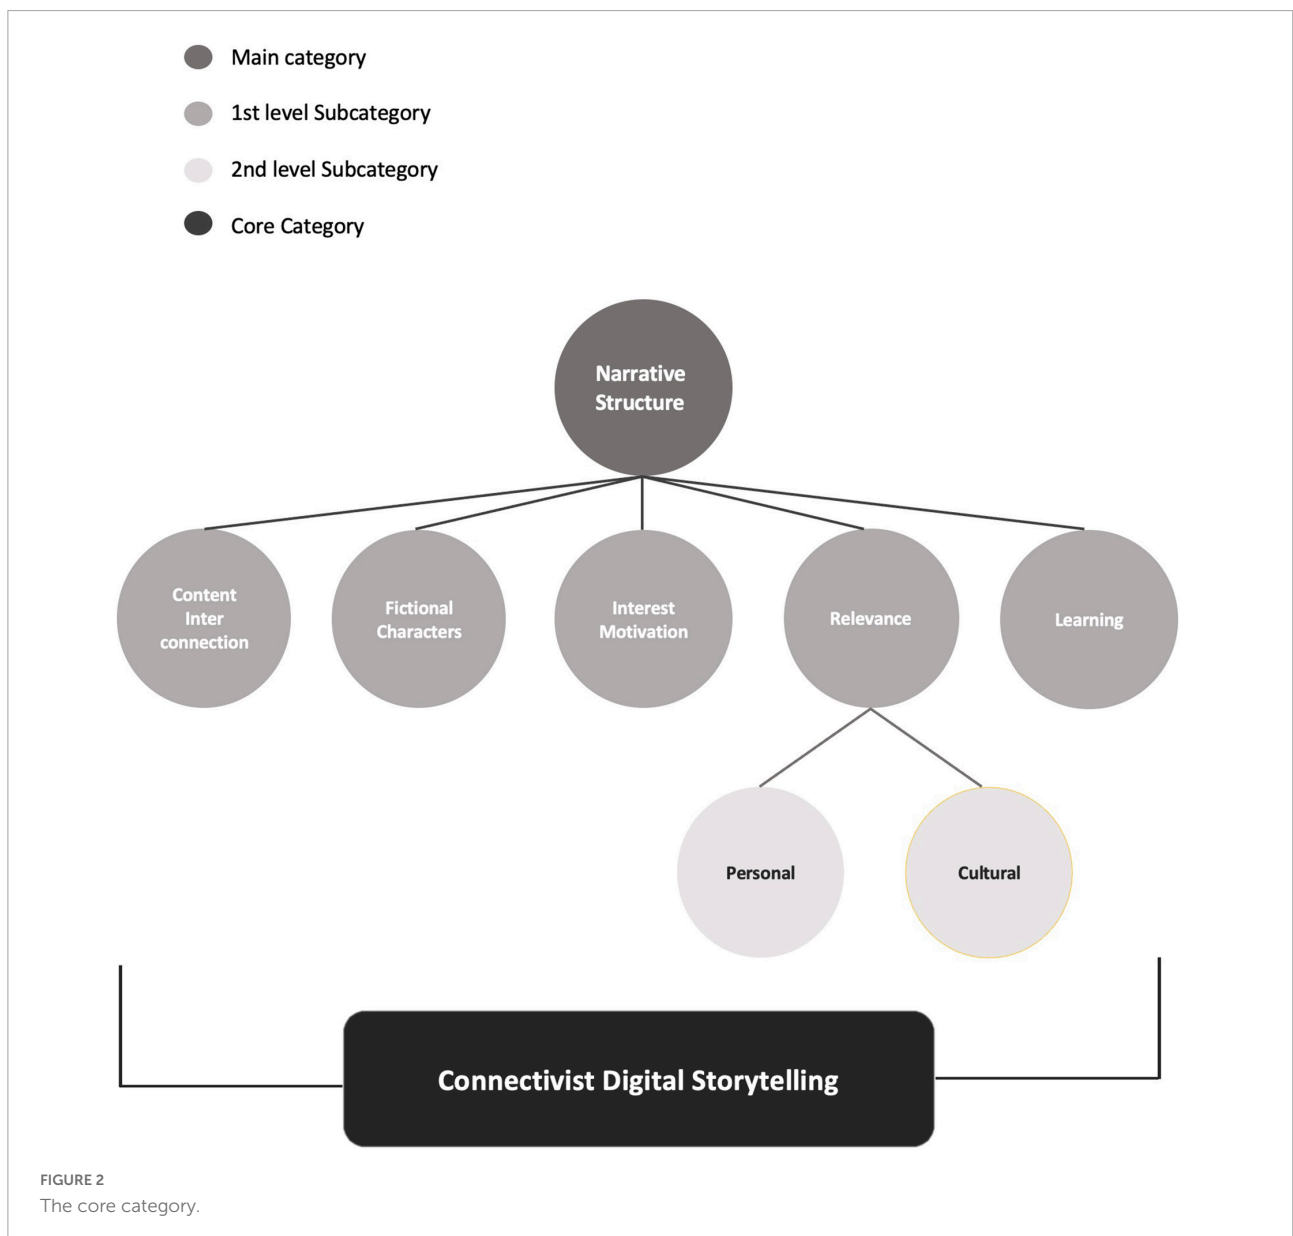 Main category
1st level Subcategory
2nd level Subcategory
Core Category
Narrative
Structure
Content
Inter
connection
Fictional
Characters
Interest
Motivation
Relevance
Learning
Personal
Cultural
Connectivist Digital Storytelling
FIGURE 2
The core category.